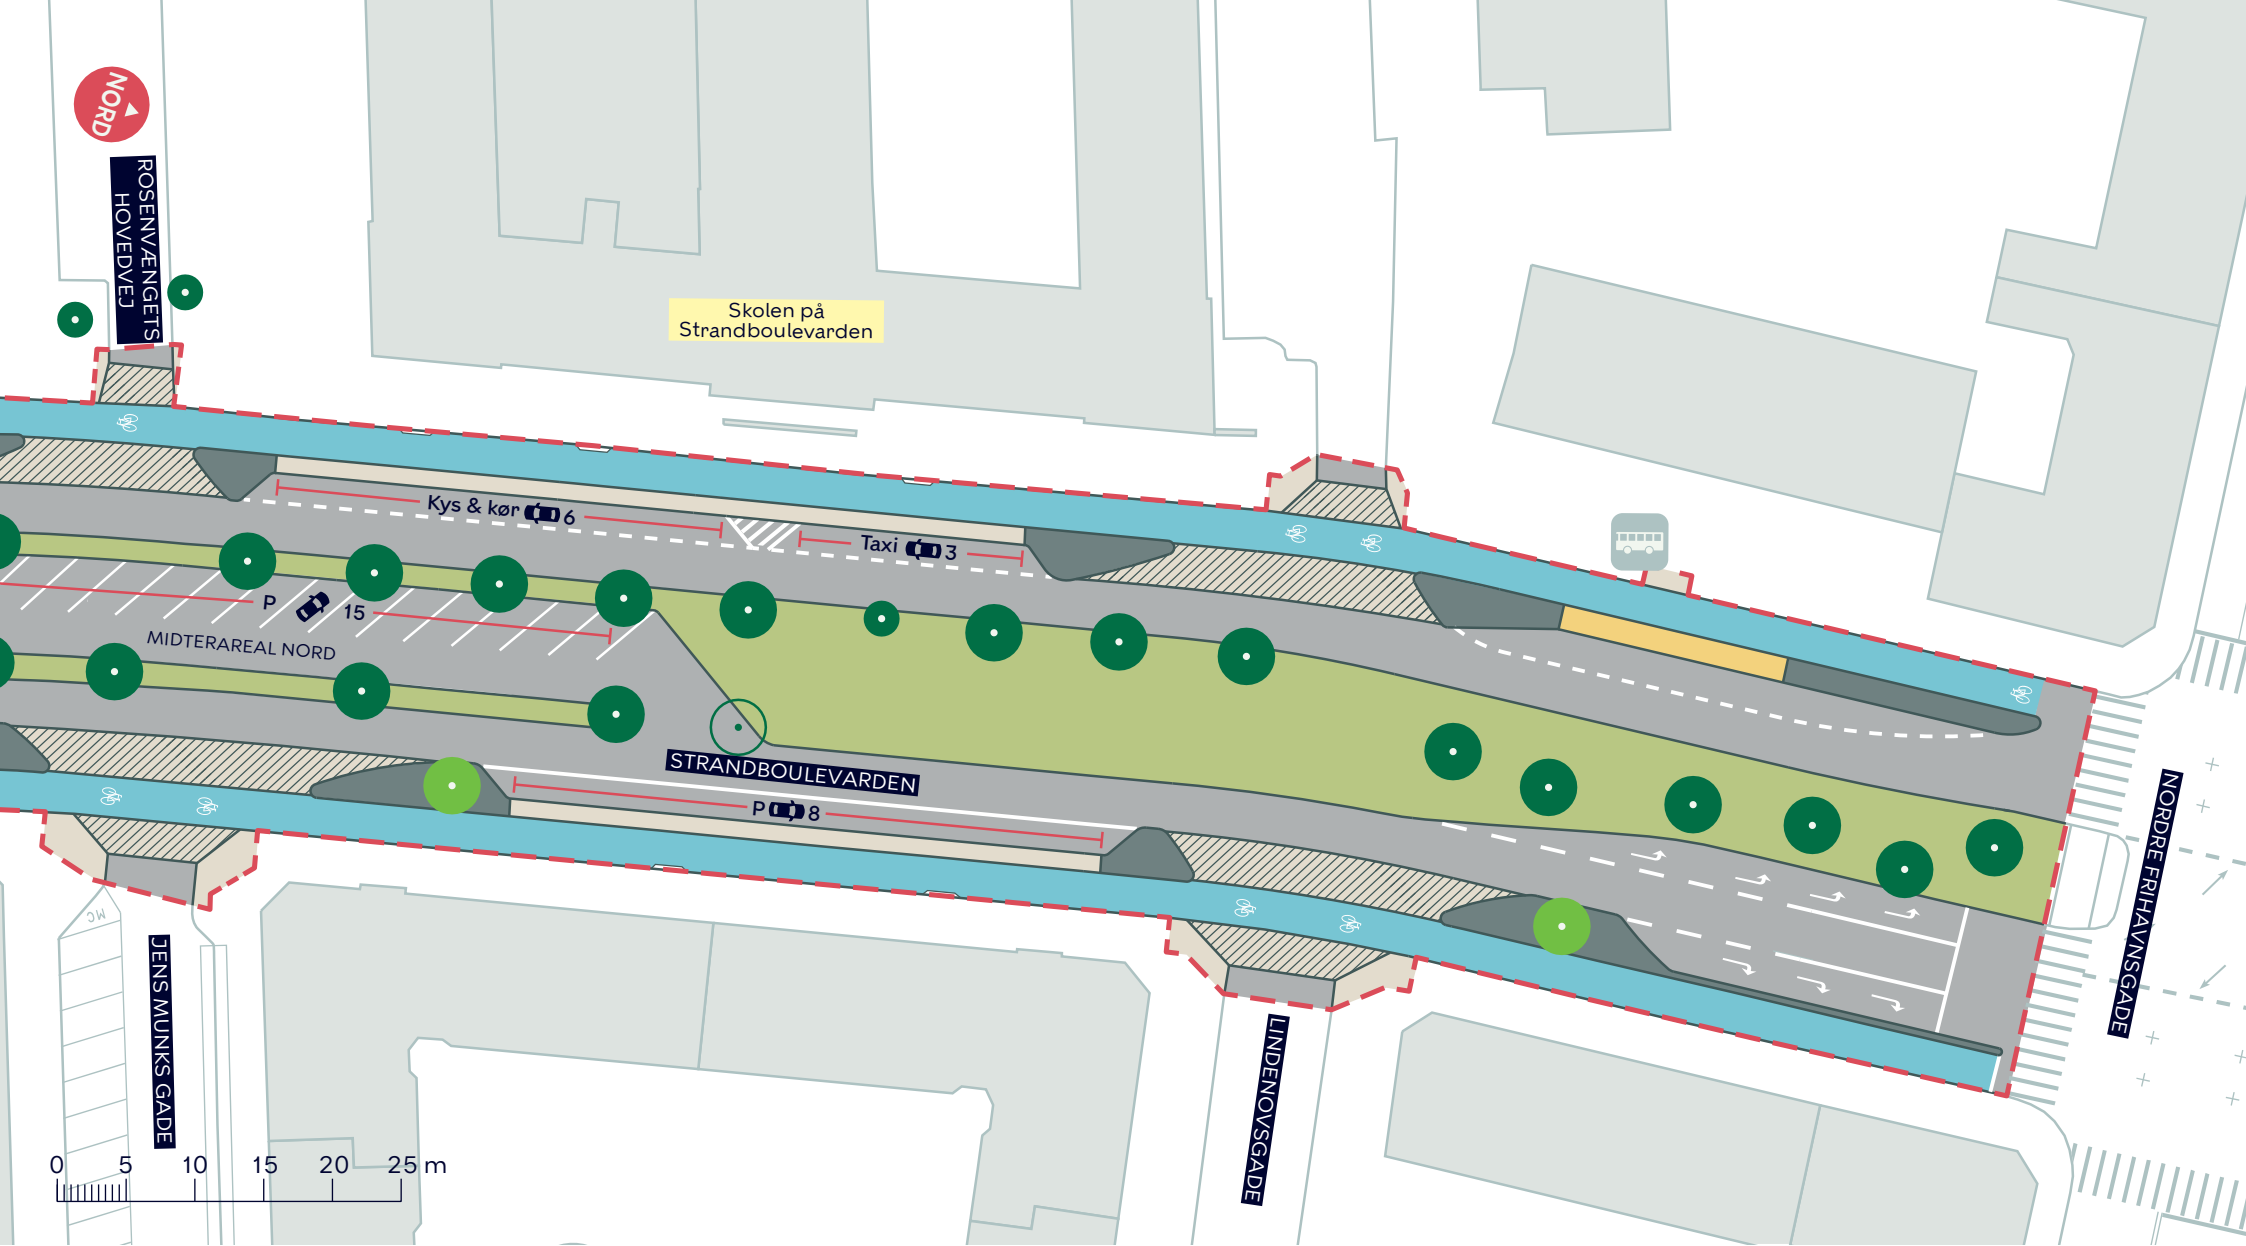 NORD
ROSENVÆNGETS
HOVEDVEJ
Skolen på
Strandboulevarden
Kys & kør 6
Taxi 3
P 15
MIDTERAREAL NORD
STRANDBOULEVARDEN
P 8
MC
JENS MUNKS GADE
LINDENOVSGADE
NORDRE FRIHAVNSGADE
0 5 10 15 20 25 m